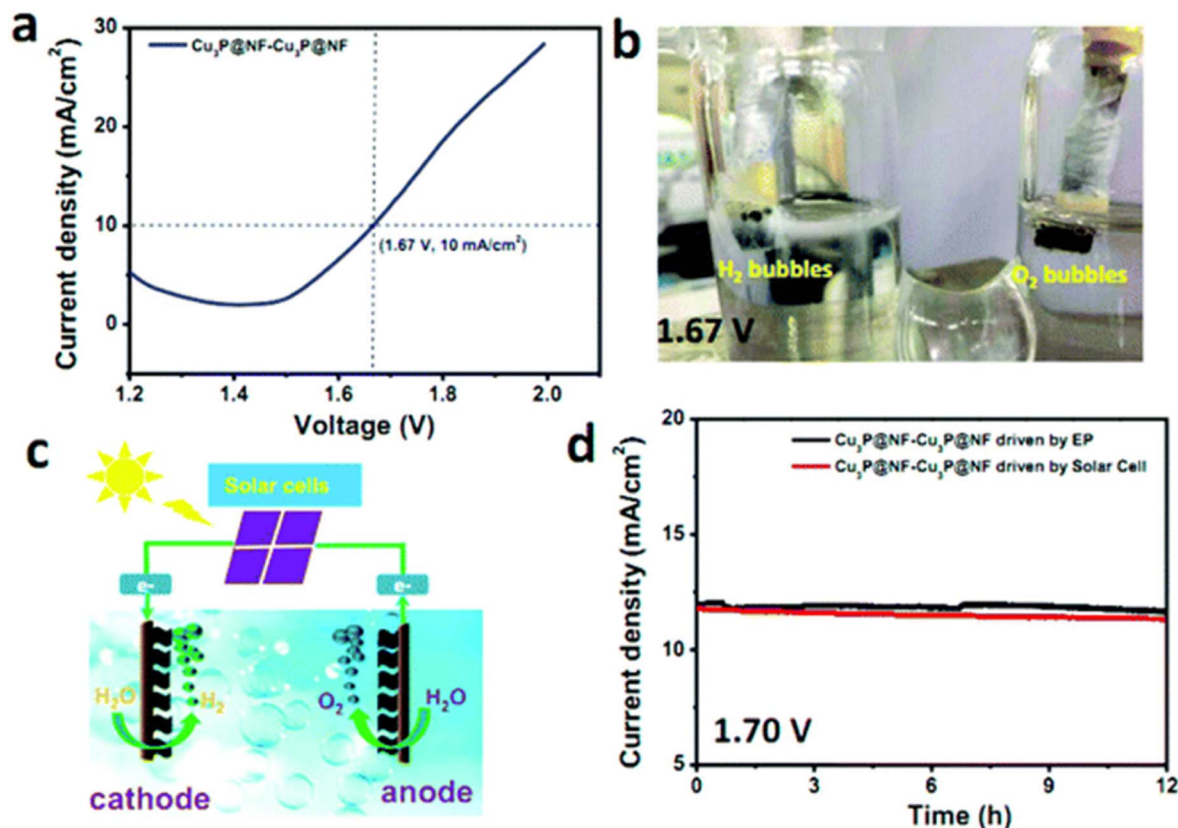 a
Cu₃P@NF-Cu₃P@NF
Current density (mA/cm²)
30
20
10
0
(1.67 V, 10 mA/cm²)
1.2
1.4
1.6
1.8
2.0
Voltage (V)
b
H₂ bubbles
O₂ bubbles
1.67 V
c
Solar cells
e-
e-
H₂O
H₂
O₂
H₂O
cathode
anode
d
Cu₃P@NF-Cu₃P@NF driven by EP
Cu₃P@NF-Cu₃P@NF driven by Solar Cell
Current density (mA/cm²)
20
15
10
5
1.70 V
0
3
6
9
12
Time (h)